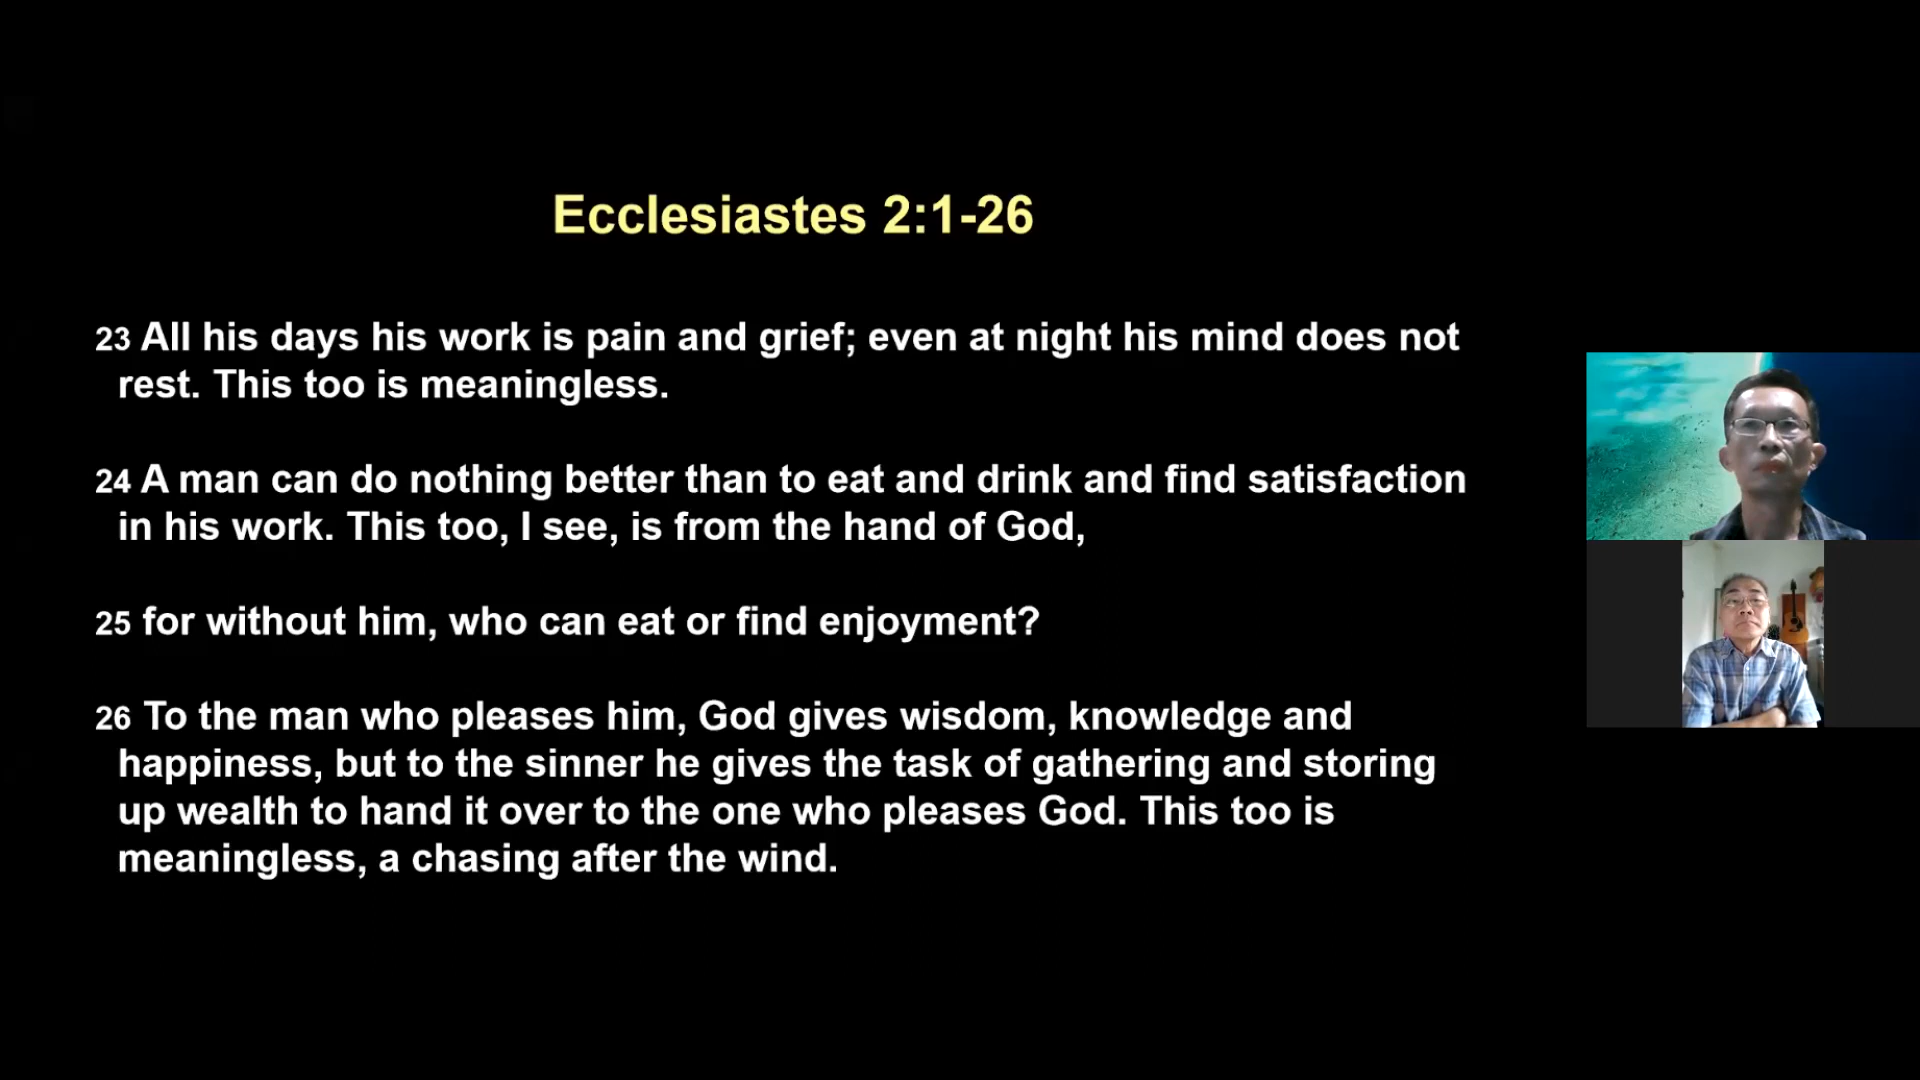 Ecclesiastes 2:1-26
23 All his days his work is pain and grief; even at night his mind does not
rest. This too is meaningless.
24 A man can do nothing better than to eat and drink and find satisfaction
in his work. This too, I see, is from the hand of God,
25 for without him, who can eat or find enjoyment?
26 To the man who pleases him, God gives wisdom, knowledge and
happiness, but to the sinner he gives the task of gathering and storing
up wealth to hand it over to the one who pleases God. This too is
meaningless, a chasing after the wind.